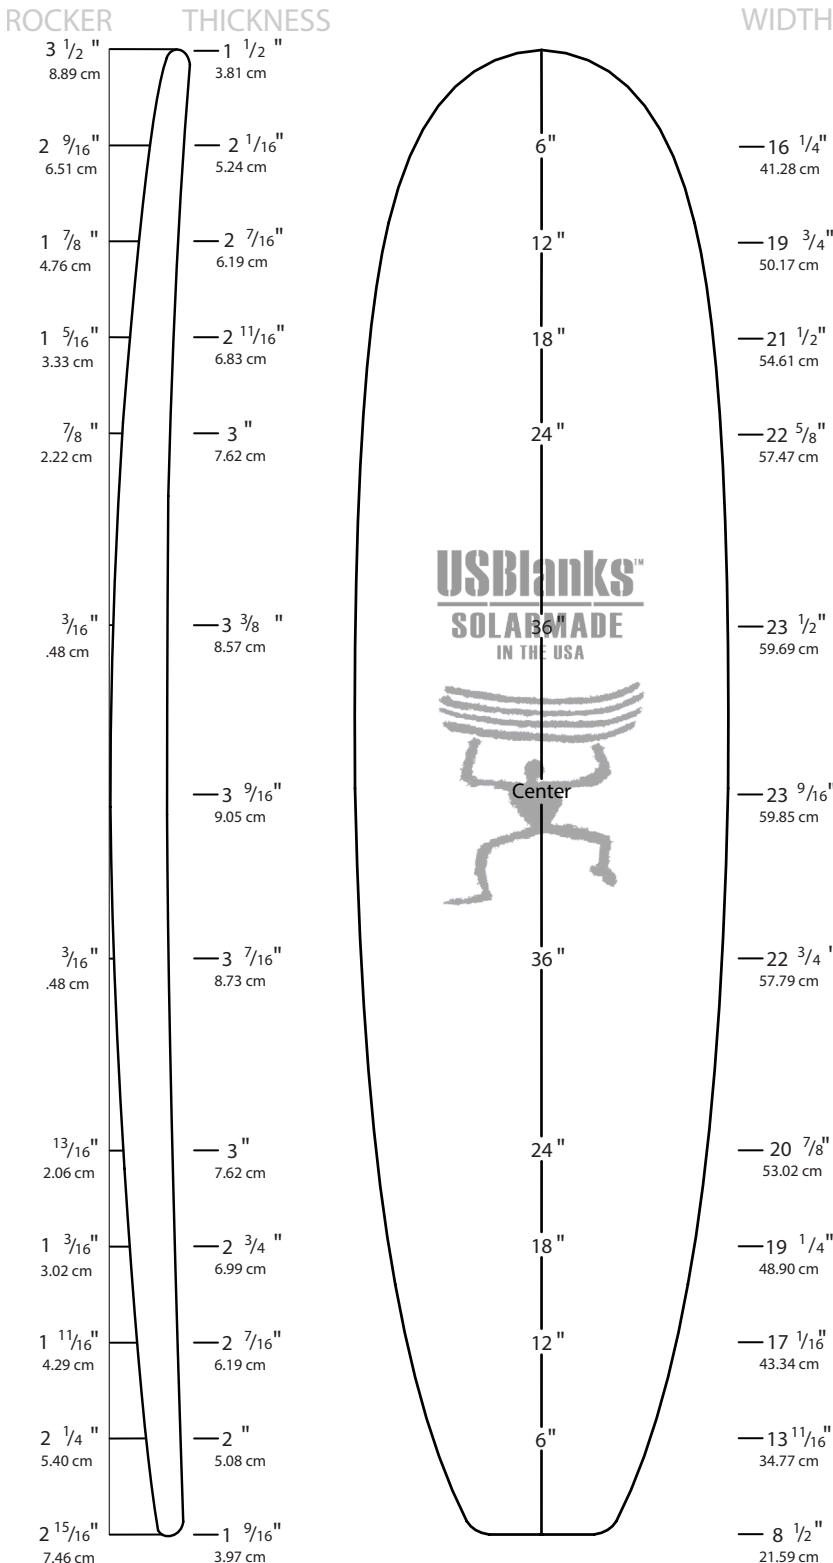 ROCKER THICKNESS WIDTH
3 1/2 " 1 1/2 "
8.89 cm 3.81 cm
2 9/16" 2 1/16" 6" 16 1/4"
6.51 cm 5.24 cm 41.28 cm
1 7/8 " 2 7/16" 12" 19 3/4"
4.76 cm 6.19 cm 50.17 cm
1 5/16" 2 11/16" 18" 21 1/2"
3.33 cm 6.83 cm 54.61 cm
7/8 " 3 " 24" 22 5/8"
2.22 cm 7.62 cm 57.47 cm
USBlanks™
SOLARMADE
3/16" 3 3/8 " 36" 23 1/2"
.48 cm 8.57 cm 59.69 cm
IN THE USA
3 9/16" Center 23 9/16"
9.05 cm 59.85 cm
3/16" 3 7/16" 36" 22 3/4 "
.48 cm 8.73 cm 57.79 cm
13/16" 3" 24" 20 7/8"
2.06 cm 7.62 cm 53.02 cm
1 3/16" 2 3/4 " 18" 19 1/4"
3.02 cm 6.99 cm 48.90 cm
1 11/16" 2 7/16" 12" 17 1/16"
4.29 cm 6.19 cm 43.34 cm
2 1/4 " 2 " 6" 13 11/16"
5.40 cm 5.08 cm 34.77 cm
2 15/16" 1 9/16" 8 1/2"
7.46 cm 3.97 cm 21.59 cm